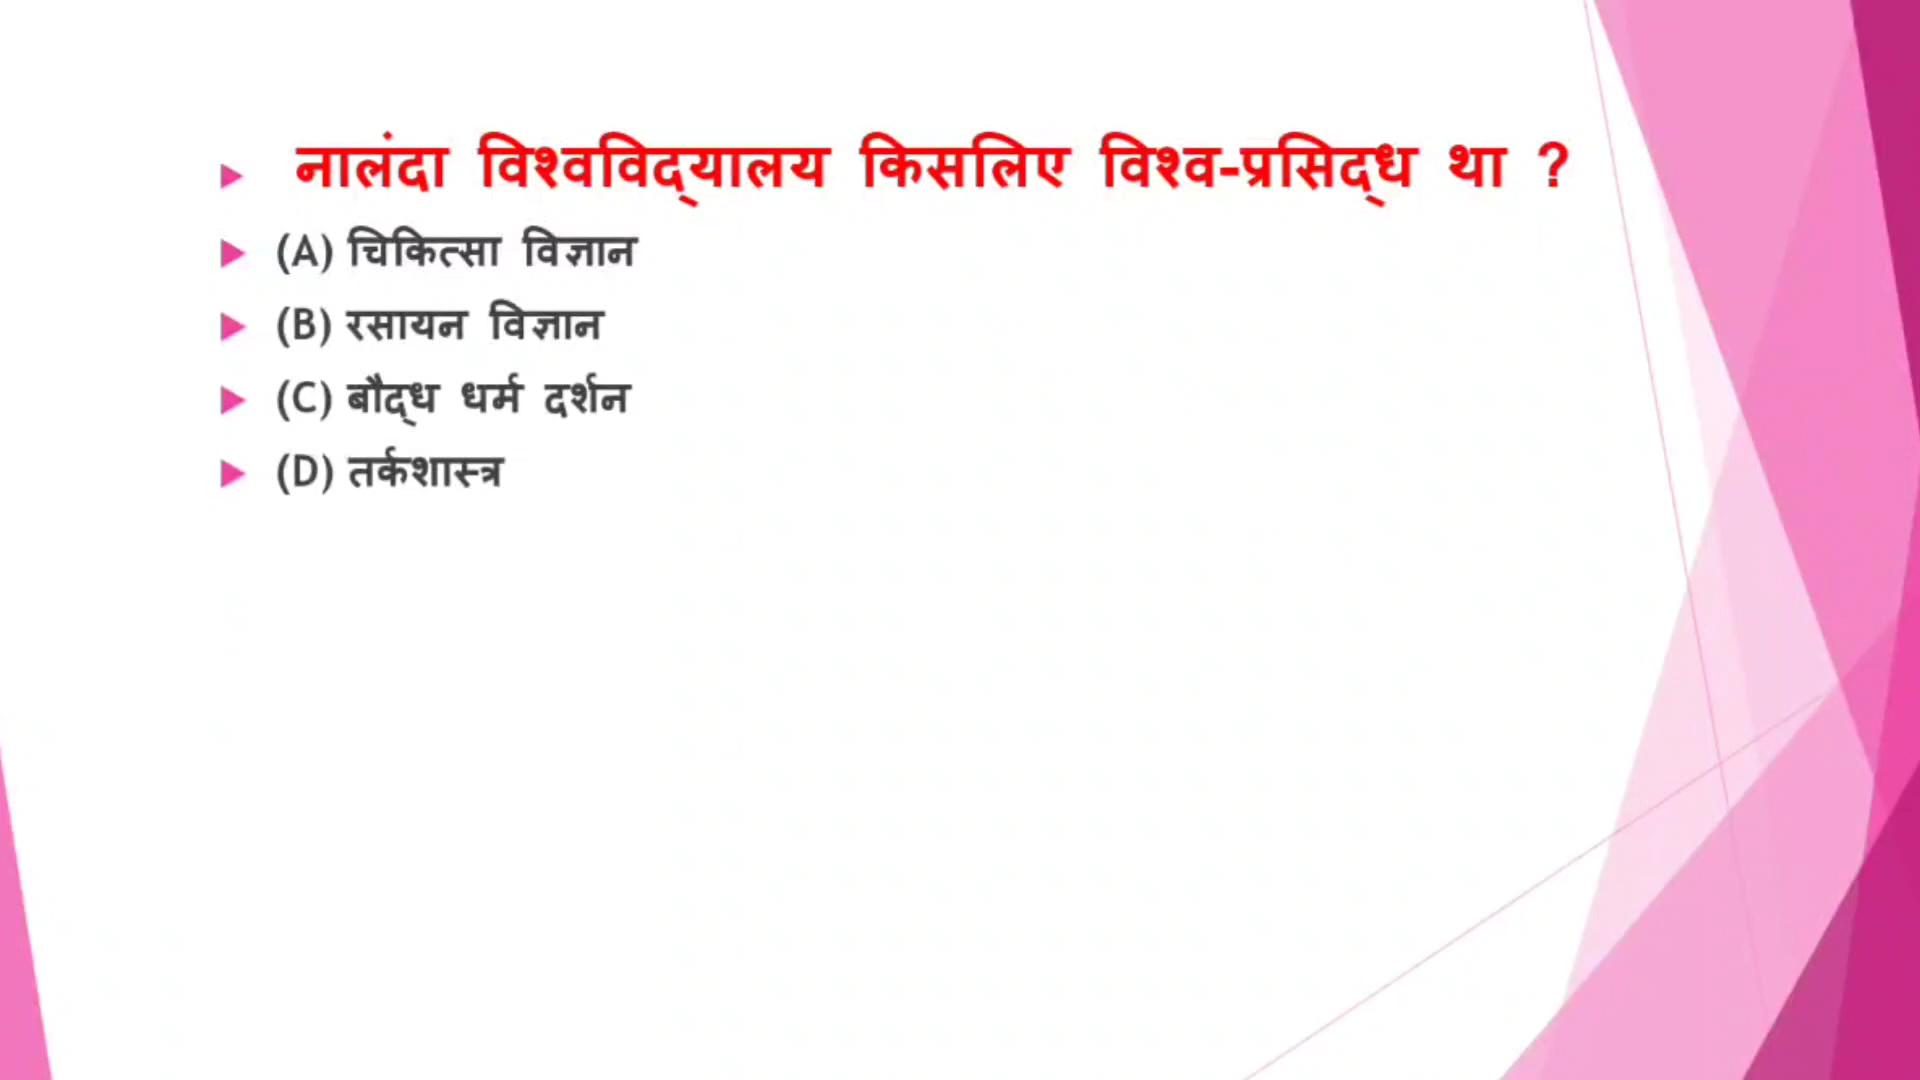 नालंदा विश्वविद्यालय किसलिए विश्व-प्रसिद्ध था ?
(A) चिकित्सा विज्ञान
(B) रसायन विज्ञान
(C) बौद्ध धर्म दर्शन
(D) तर्कशास्त्र